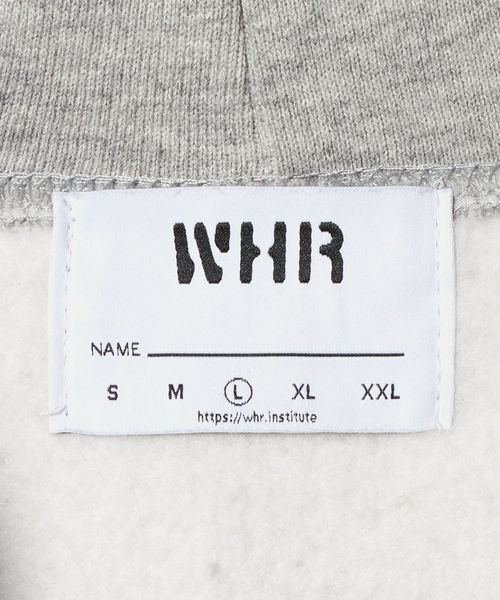 WHR
NAME
S M L XL XXL
https://whr.institute